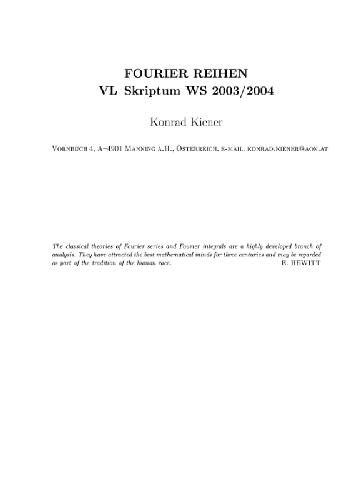 FOURIER REIHEN
VL Skriptum WS 2003/2004
Konrad Kiener
Vornbuch 4, A–4901 Manning a.H., Österreich, e-mail. konrad.kiener@aon.at
The classical theories of Fourier series and Fourier integrals are a highly developed branch of
analysis. They have attracted the best mathematical minds for three centuries and may be regarded
as part of the tradition of the human race. E. HEWITT